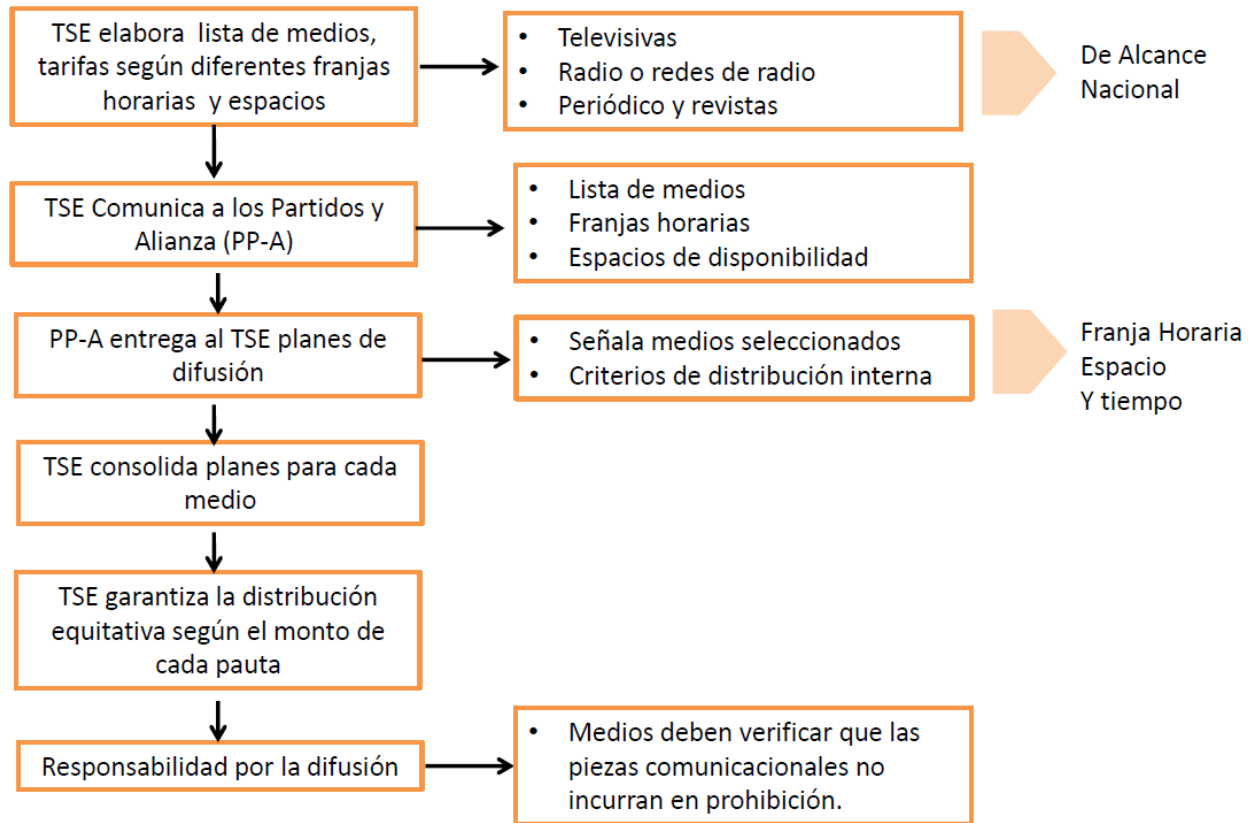 TSE elabora lista de medios,
tarifas según diferentes franjas
horarias y espacios
• Televisivas
• Radio o redes de radio
• Periódico y revistas
De Alcance
Nacional
TSE Comunica a los Partidos y
Alianza (PP-A)
• Lista de medios
• Franjas horarias
• Espacios de disponibilidad
PP-A entrega al TSE planes de
difusión
• Señala medios seleccionados
• Criterios de distribución interna
Franja Horaria
Espacio
Y tiempo
TSE consolida planes para cada
medio
TSE garantiza la distribución
equitativa según el monto de
cada pauta
Responsabilidad por la difusión
• Medios deben verificar que las
piezas comunicacionales no
incurran en prohibición.